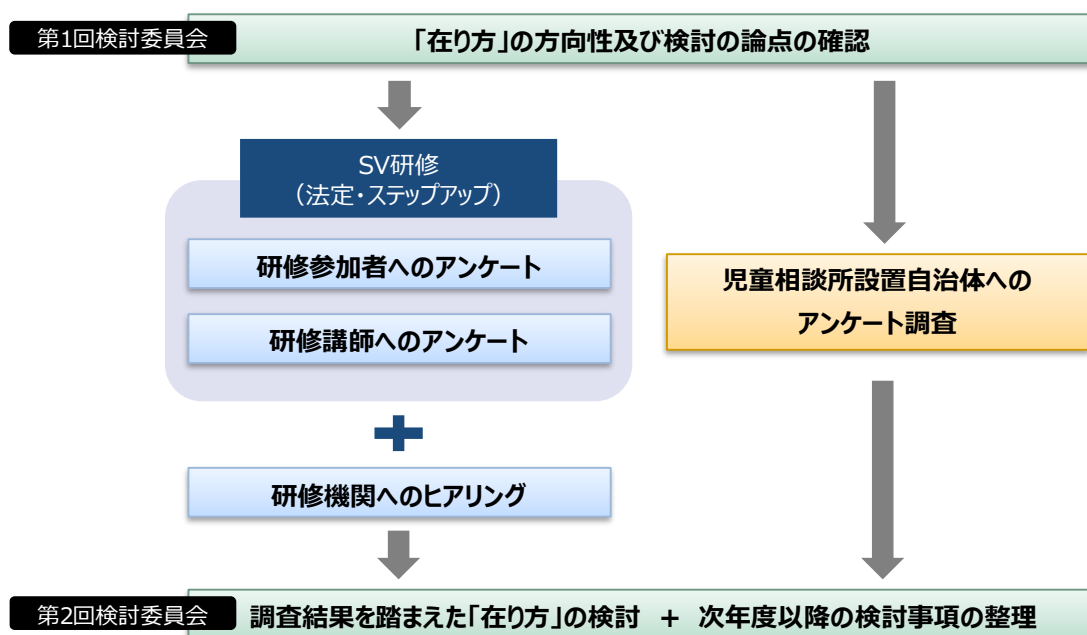 第1回検討委員会
「在り方」の方向性及び検討の論点の確認
SV研修
（法定・ステップアップ）
研修参加者へのアンケート
研修講師へのアンケート
児童相談所設置自治体への
アンケート調査
研修機関へのヒアリング
第2回検討委員会
調査結果を踏まえた「在り方」の検討 + 次年度以降の検討事項の整理